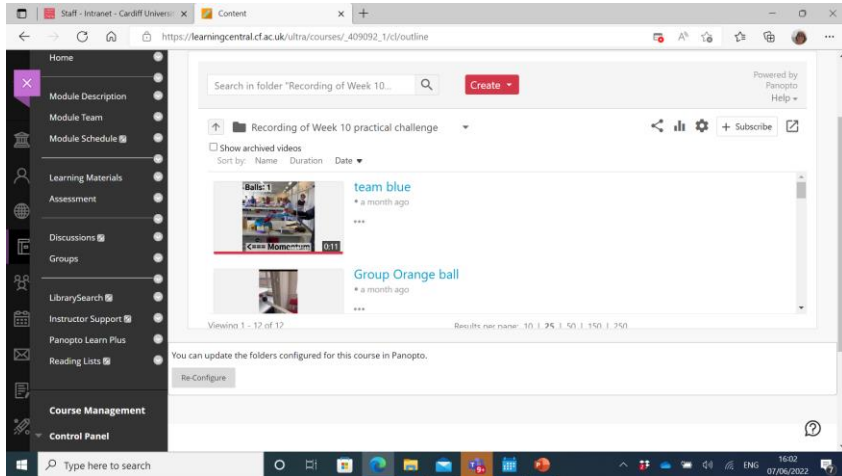 Staff - Intranet - Cardiff Univers
Content
https://learningcentral.cf.ac.uk/ultra/courses/_409092_1/cl/outline
Home
Module Description
Module Team
Module Schedule
Learning Materials
Assessment
Discussions
Groups
LibrarySearch
Instructor Support
Panopto Learn Plus
Reading Lists
Course Management
Control Panel
Search in folder "Recording of Week 10...
Create
Powered by
Panopto
Help
Recording of Week 10 practical challenge
+ Subscribe
Show archived videos
Sort by: Name Duration Date
Balls: 1
<=== Momentum
0:11
team blue
• a month ago
Group Orange ball
• a month ago
Viewing 1 - 12 of 12
Results per page: 10 | 25 | 50 | 150 | 250
You can update the folders configured for this course in Panopto.
Re-Configure
Type here to search
ENG
16:02
07/06/2022